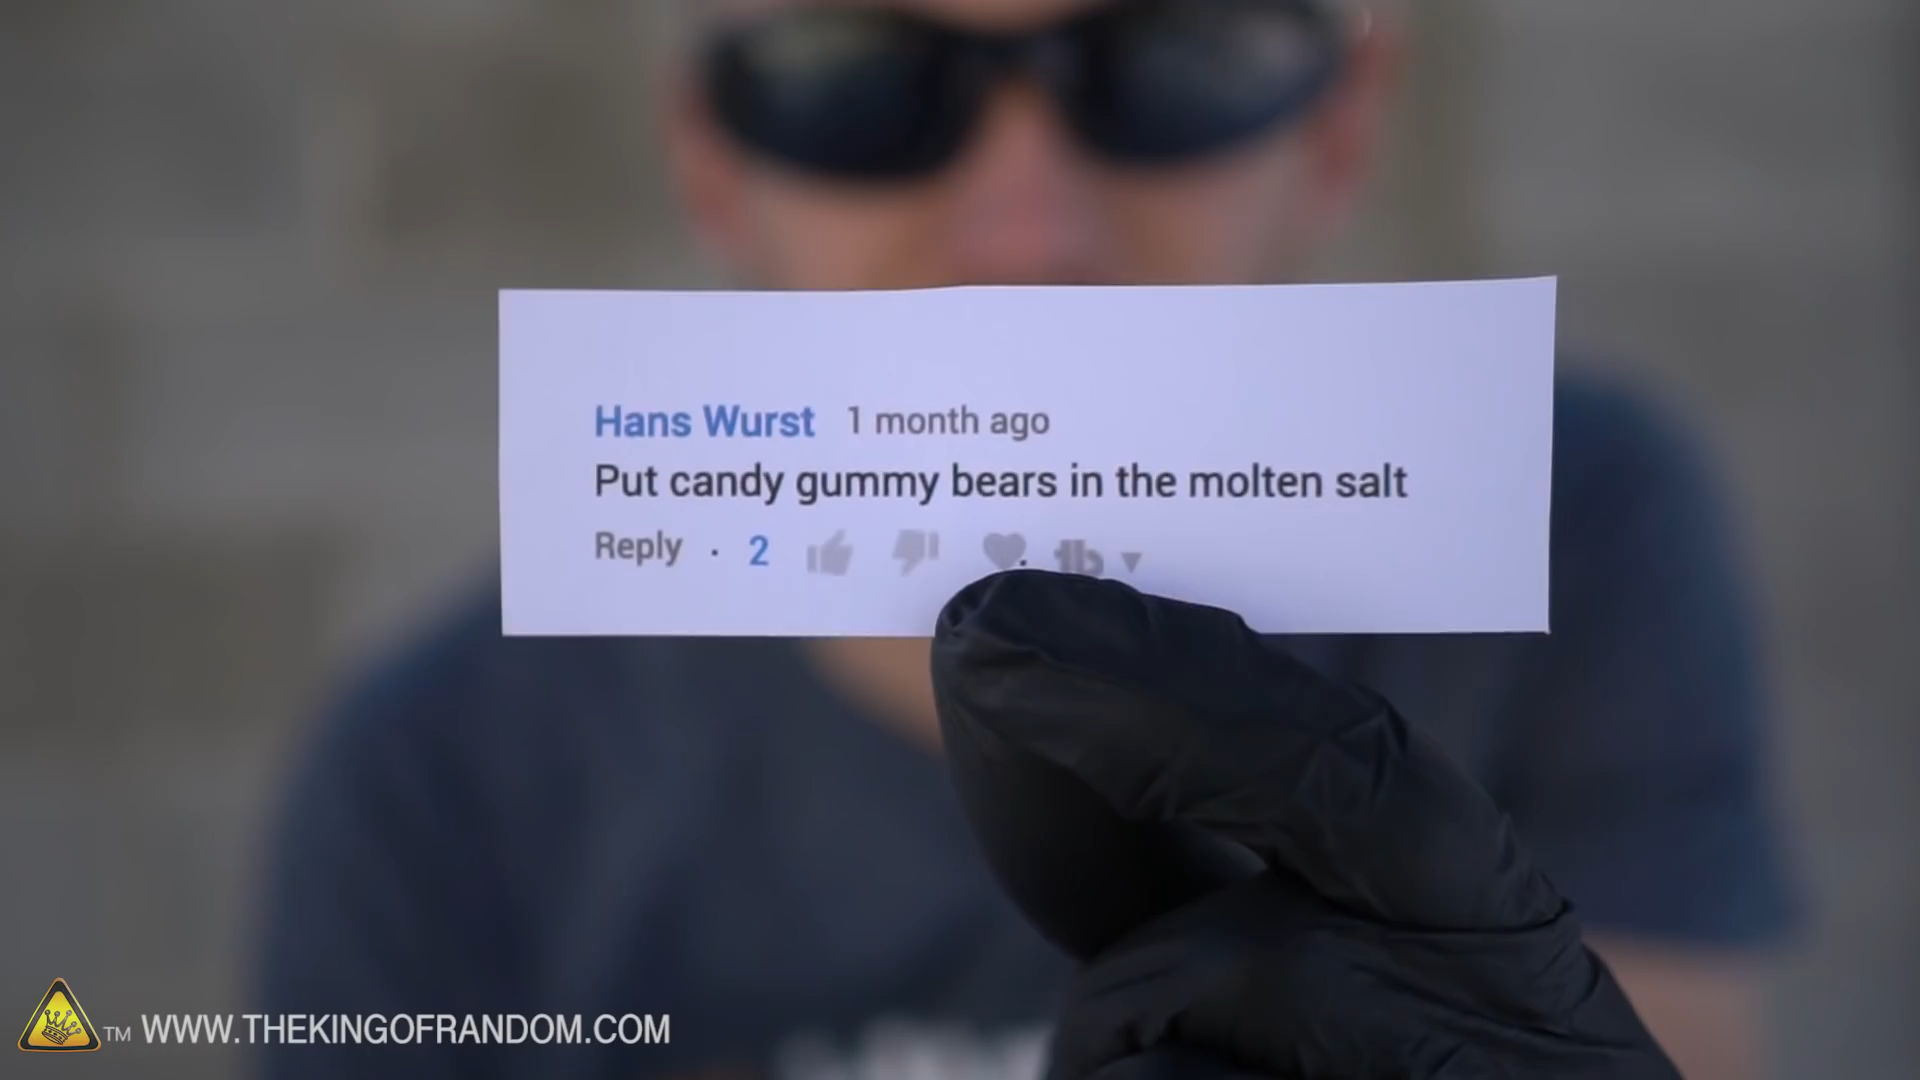 Hans Wurst 1 month ago
Put candy gummy bears in the molten salt
Reply · 2
TM WWW.THEKINGOFRANDOM.COM